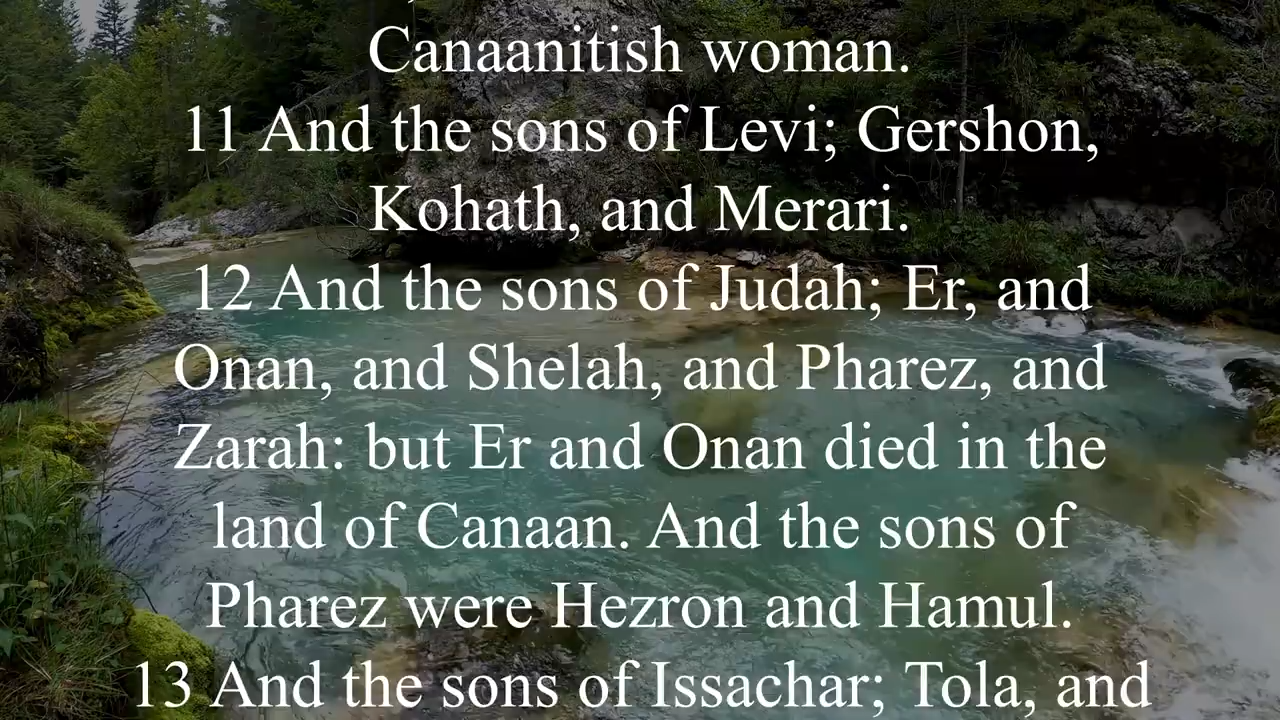 Canaanitish woman.
11 And the sons of Levi; Gershon,
Kohath, and Merari.
12 And the sons of Judah; Er, and
Onan, and Shelah, and Pharez, and
Zarah: but Er and Onan died in the
land of Canaan. And the sons of
Pharez were Hezron and Hamul.
13 And the sons of Issachar; Tola, and